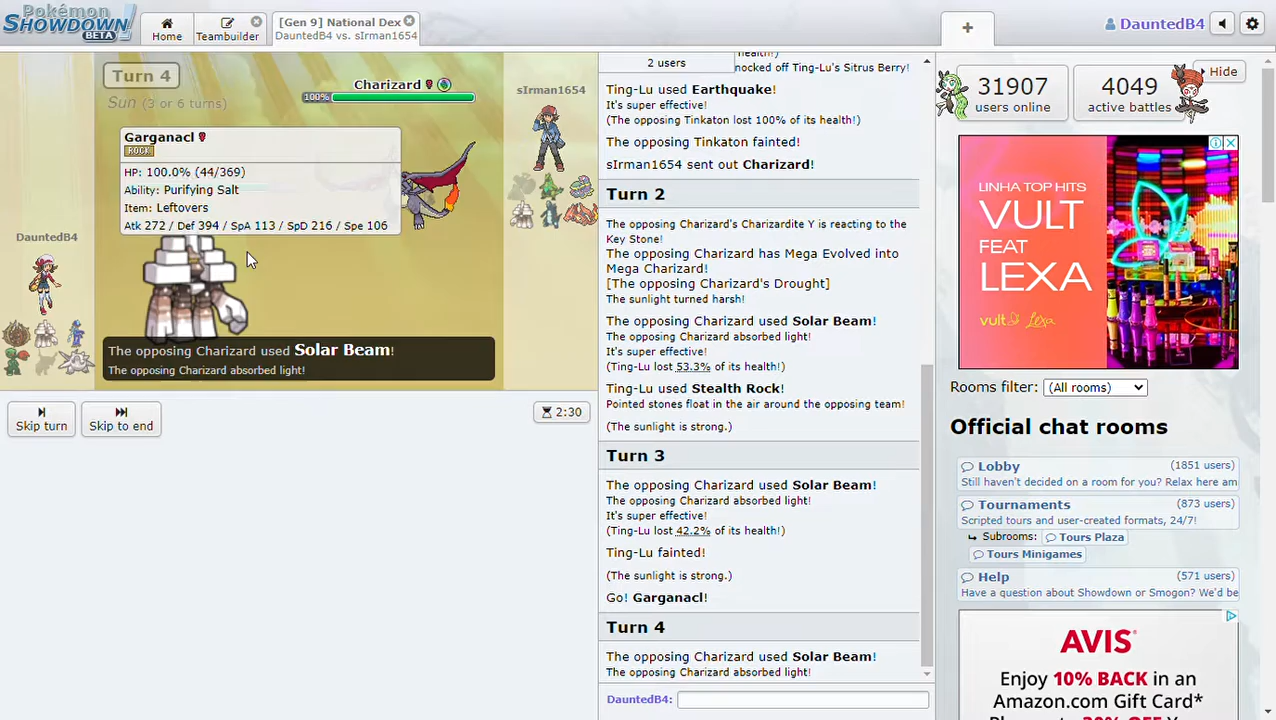 Pokémon
SHOWDOWN!
BETA
Home
Teambuilder
[Gen 9] National Dex
DauntedB4 vs. sIrman1654
+
DauntedB4
Turn 4
Sun (3 or 6 turns)
Charizard
100%
Garganacl
ROCK
HP: 100.0% (44/369)
Ability: Purifying Salt
Item: Leftovers
Atk 272 / Def 394 / SpA 113 / SpD 216 / Spe 106
sIrman1654
DauntedB4
The opposing Charizard used Solar Beam!
The opposing Charizard absorbed light!
Skip turn
Skip to end
2:30
2 users
nocked off Ting-Lu's Sitrus Berry!
Ting-Lu used Earthquake!
It's super effective!
(The opposing Tinkaton lost 100% of its health!)
The opposing Tinkaton fainted!
sIrman1654 sent out Charizard!
Turn 2
The opposing Charizard's Charizardite Y is reacting to the
Key Stone!
The opposing Charizard has Mega Evolved into
Mega Charizard!
[The opposing Charizard's Drought]
The sunlight turned harsh!
The opposing Charizard used Solar Beam!
The opposing Charizard absorbed light!
It's super effective!
(Ting-Lu lost 53.3% of its health!)
Ting-Lu used Stealth Rock!
Pointed stones float in the air around the opposing team!
(The sunlight is strong.)
Turn 3
The opposing Charizard used Solar Beam!
The opposing Charizard absorbed light!
It's super effective!
(Ting-Lu lost 42.2% of its health!)
Ting-Lu fainted!
(The sunlight is strong.)
Go! Garganacl!
Turn 4
The opposing Charizard used Solar Beam!
The opposing Charizard absorbed light!
DauntedB4:
31907
users online
4049
active battles
Hide
LINHA TOP HITS
VULT
FEAT
LEXA
vult Lexa
Rooms filter: (All rooms)
Official chat rooms
Lobby (1851 users)
Still haven't decided on a room for you? Relax here am
Tournaments (873 users)
Scripted tours and user-created formats, 24/7!
Subrooms: Tours Plaza
Tours Minigames
Help (571 users)
Have a question about Showdown or Smogon? We'd be
AVIS
Enjoy 10% BACK in an
Amazon.com Gift Card*